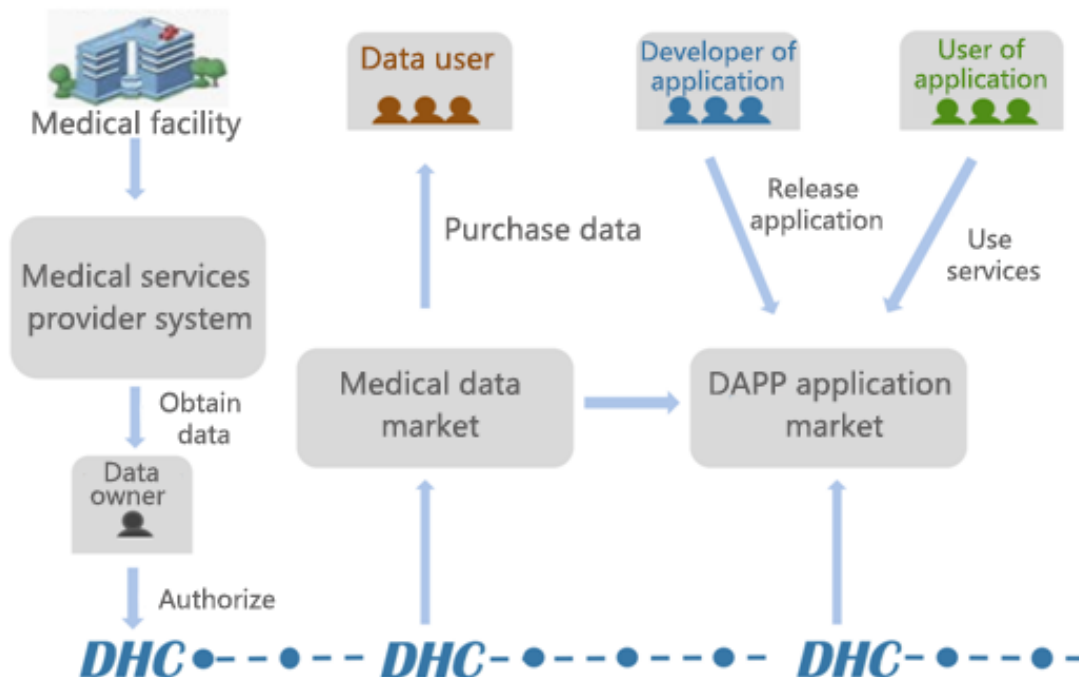 Medical facility
Data user
Developer of
application
User of
application
Release
application
Purchase data
Use
services
Medical services
provider system
Medical data
market
DAPP application
market
Obtain
data
Data
owner
Authorize
DHC
DHC
DHC